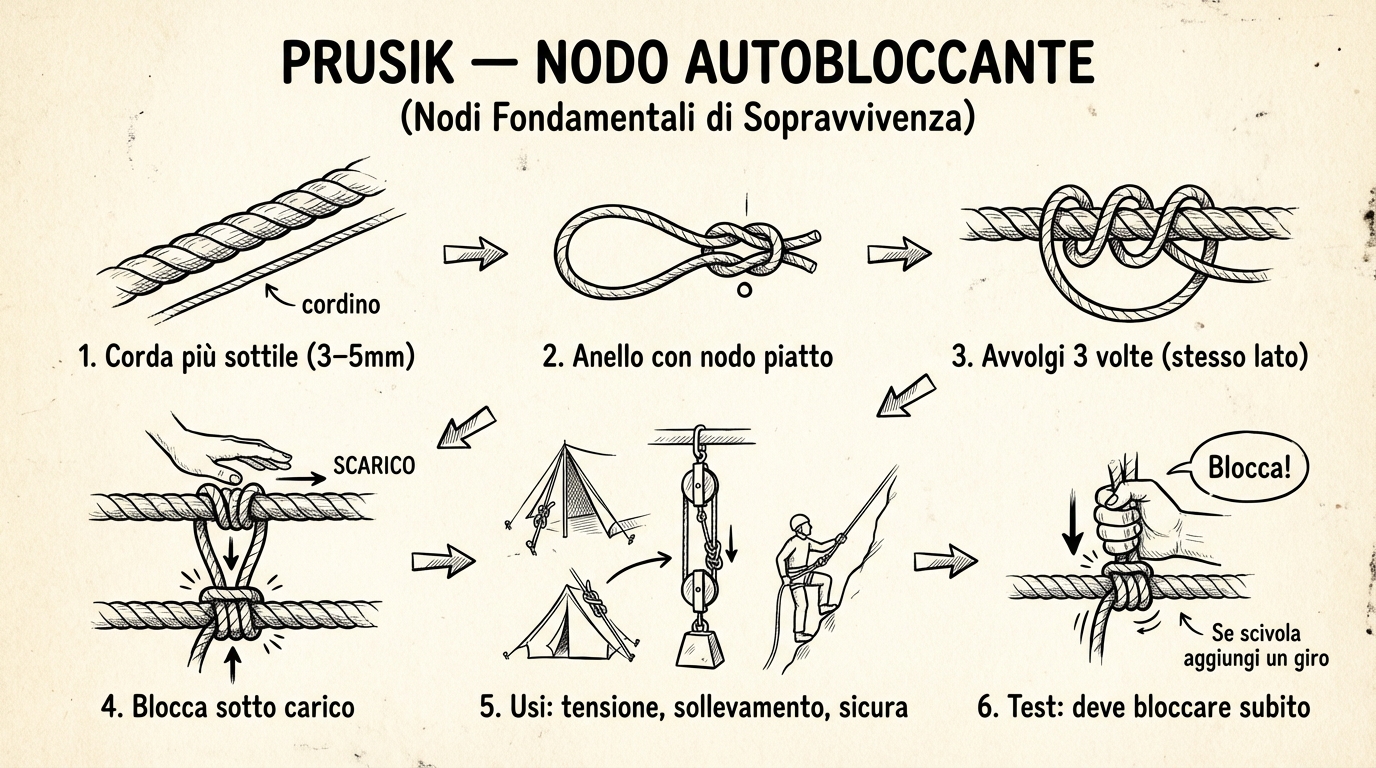 PRUSIK — NODO AUTOBLOCCANTE
(Nodi Fondamentali di Sopravvivenza)
cordino
1. Corda più sottile (3–5mm)
2. Anello con nodo piatto
3. Avvolgi 3 volte (stesso lato)
SCARICO
4. Blocca sotto carico
5. Usi: tensione, sollevamento, sicura
Blocca!
Se scivola
aggiungi un giro
6. Test: deve bloccare subito